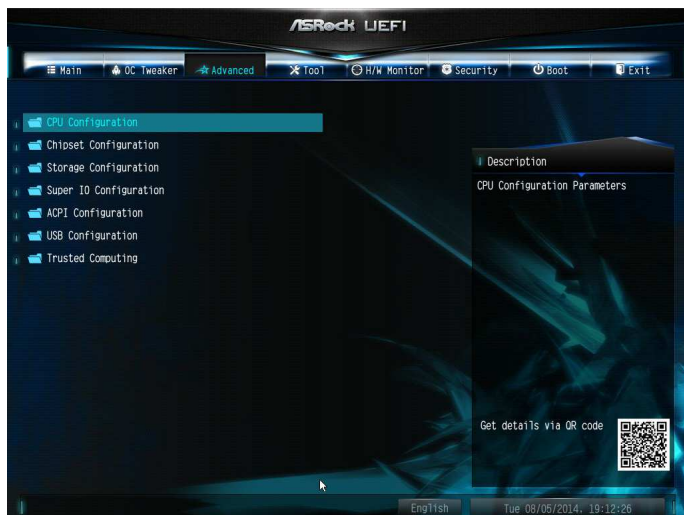 ASRock UEFI
Main OC Tweaker Advanced Tool H/W Monitor Security Boot Exit
CPU Configuration
Chipset Configuration
Storage Configuration
Super IO Configuration
ACPI Configuration
USB Configuration
Trusted Computing
Description
CPU Configuration Parameters
Get details via QR code
English
Tue 08/05/2014. 19:12:26